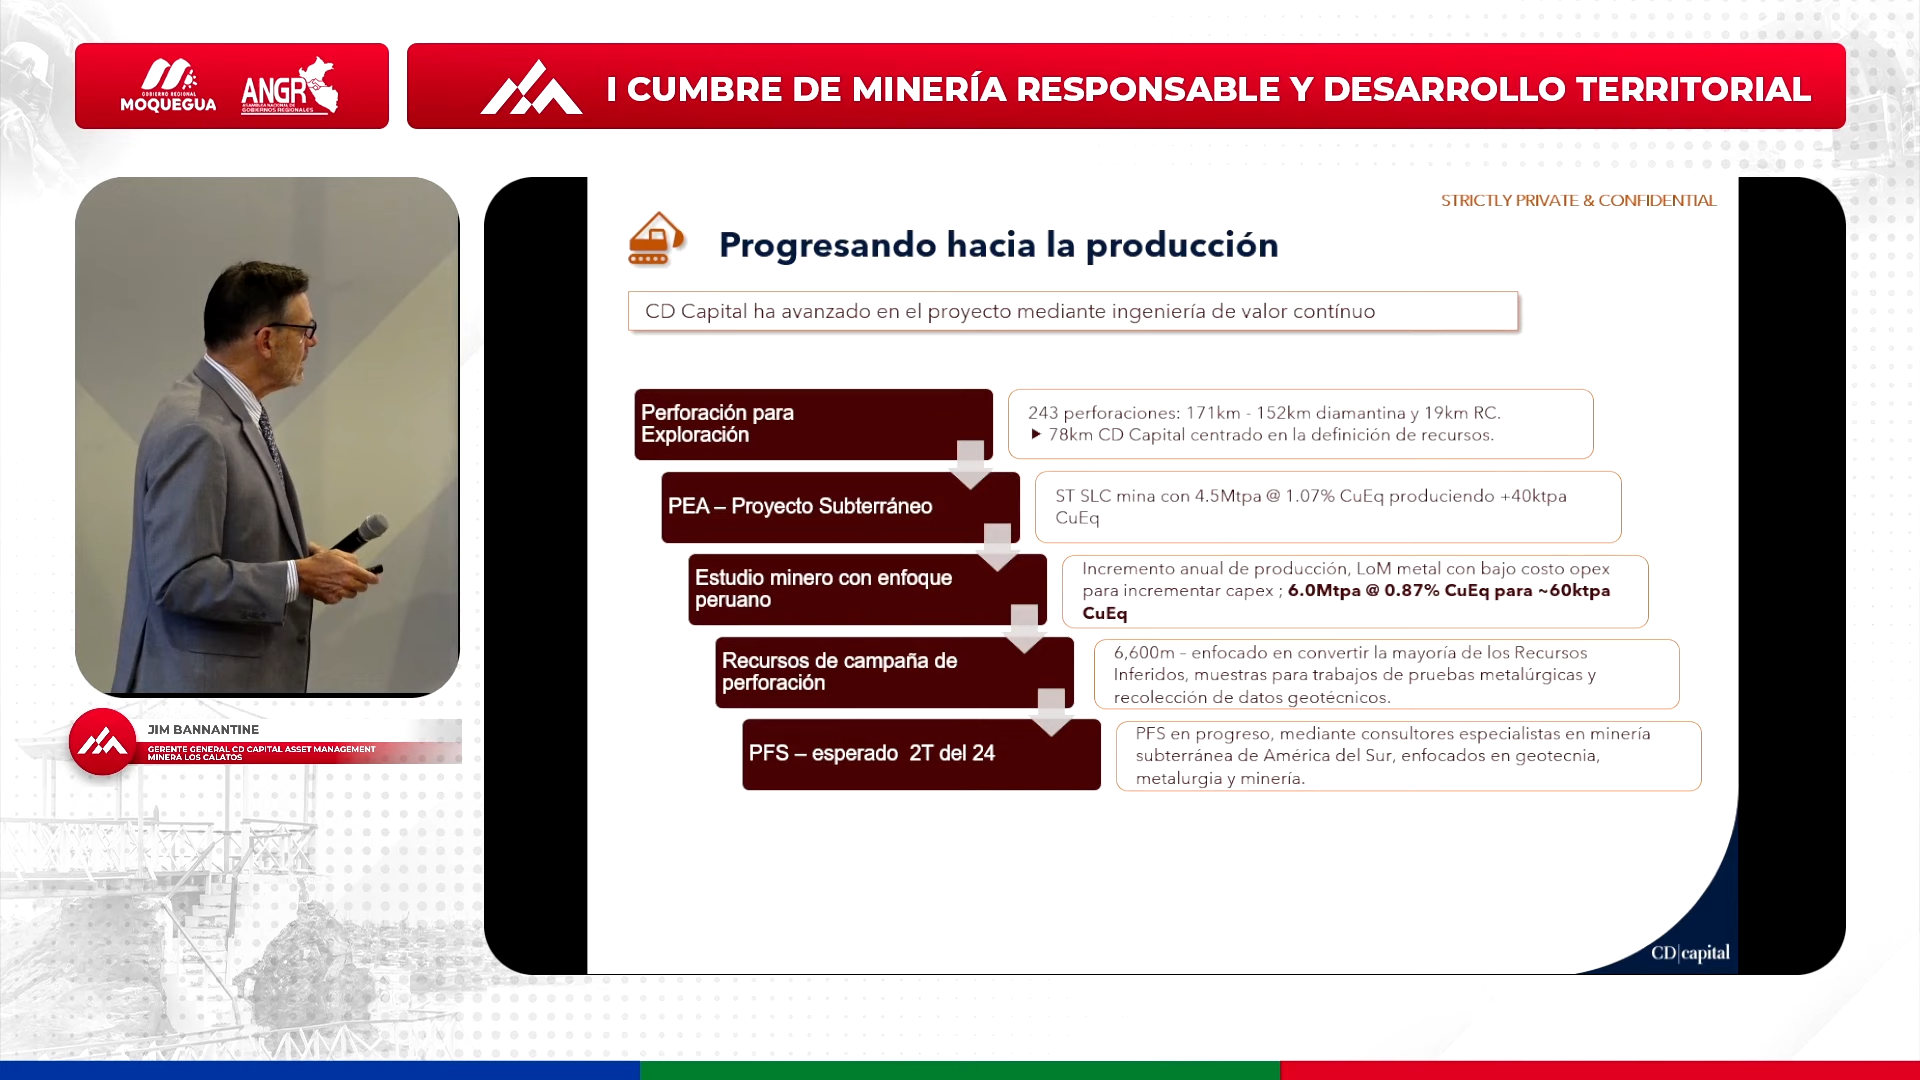 GOBIERNO REGIONAL
MOQUEGUA
ANGR
ASAMBLEA NACIONAL DE
GOBIERNOS REGIONALES
I CUMBRE DE MINERÍA RESPONSABLE Y DESARROLLO TERRITORIAL
STRICTLY PRIVATE & CONFIDENTIAL
Progresando hacia la producción
CD Capital ha avanzado en el proyecto mediante ingeniería de valor contínuo
Perforación para
Exploración
243 perforaciones: 171km - 152km diamantina y 19km RC.
▶ 78km CD Capital centrado en la definición de recursos.
PEA – Proyecto Subterráneo
ST SLC mina con 4.5Mtpa @ 1.07% CuEq produciendo +40ktpa
CuEq
Estudio minero con enfoque
peruano
Incremento anual de producción, LoM metal con bajo costo opex
para incrementar capex ; 6.0Mtpa @ 0.87% CuEq para ~60ktpa
CuEq
Recursos de campaña de
perforación
6,600m – enfocado en convertir la mayoría de los Recursos
Inferidos, muestras para trabajos de pruebas metalúrgicas y
recolección de datos geotécnicos.
PFS – esperado 2T del 24
PFS en progreso, mediante consultores especialistas en minería
subterránea de América del Sur, enfocados en geotecnia,
metalurgia y minería.
CD|capital
JIM BANNANTINE
GERENTE GENERAL CD CAPITAL ASSET MANAGEMENT
MINERA LOS CALATOS